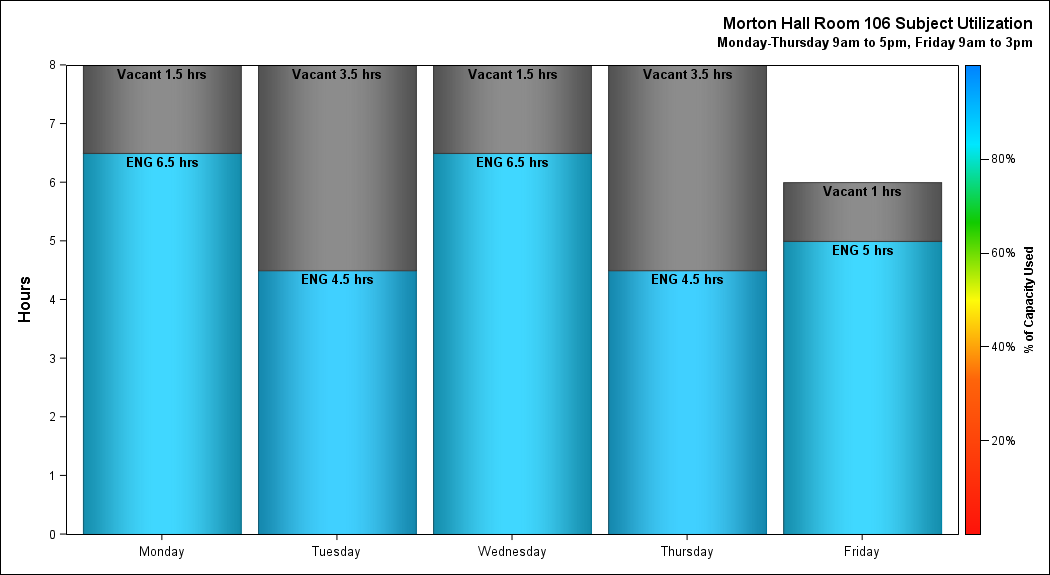 Morton Hall Room 106 Subject Utilization
Monday-Thursday 9am to 5pm, Friday 9am to 3pm
8
7
6
5
4
3
2
1
0
Hours
Vacant 1.5 hrs
ENG 6.5 hrs
Vacant 3.5 hrs
ENG 4.5 hrs
Vacant 1.5 hrs
ENG 6.5 hrs
Vacant 3.5 hrs
ENG 4.5 hrs
Vacant 1 hrs
ENG 5 hrs
Monday
Tuesday
Wednesday
Thursday
Friday
80%
60%
40%
20%
% of Capacity Used